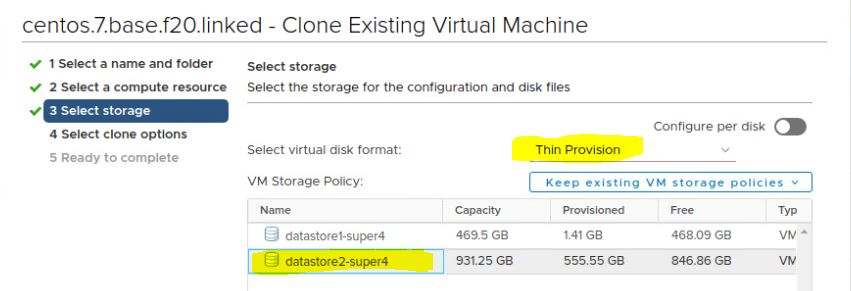 centos.7.base.f20.linked - Clone Existing Virtual Machine
1 Select a name and folder
2 Select a compute resource
3 Select storage
4 Select clone options
5 Ready to complete
Select storage
Select the storage for the configuration and disk files
Configure per disk
Select virtual disk format: Thin Provision
VM Storage Policy: Keep existing VM storage policies
Name Capacity Provisioned Free Typ
datastore1-super4 469.5 GB 1.41 GB 468.09 GB VM
datastore2-super4 931.25 GB 555.55 GB 846.86 GB VM